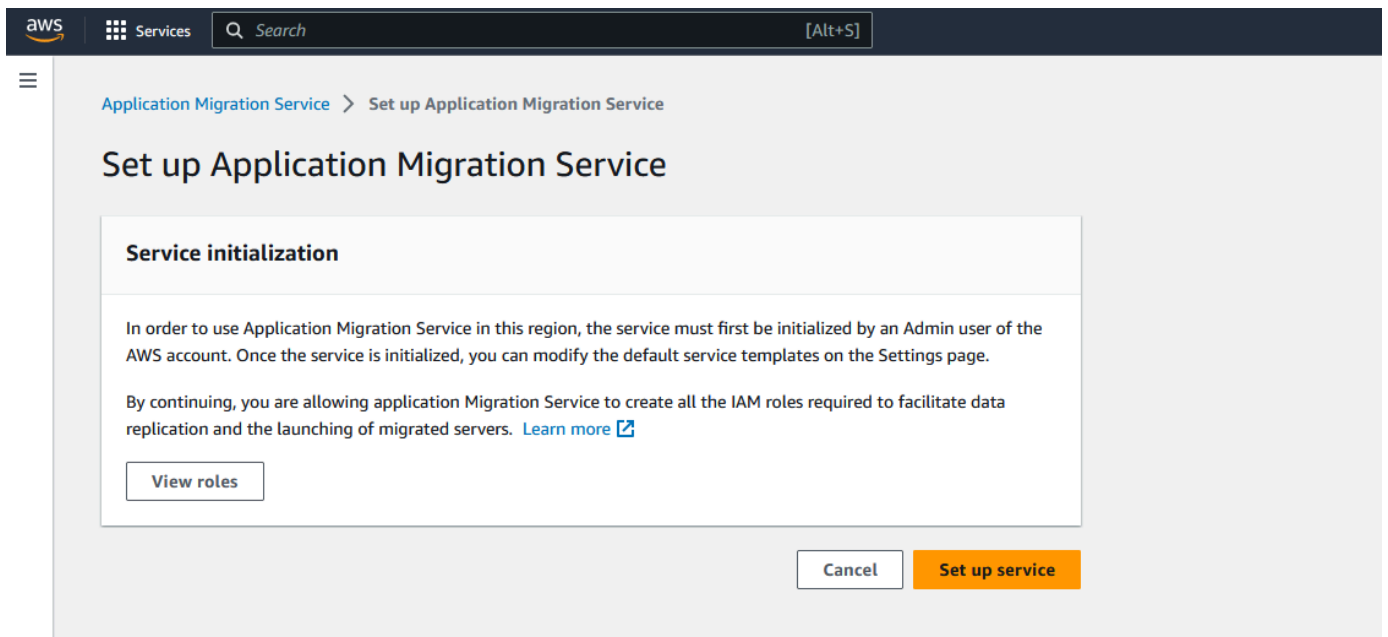 aws
Services
Search
[Alt+S]
Application Migration Service > Set up Application Migration Service
Set up Application Migration Service
Service initialization
In order to use Application Migration Service in this region, the service must first be initialized by an Admin user of the
AWS account. Once the service is initialized, you can modify the default service templates on the Settings page.
By continuing, you are allowing application Migration Service to create all the IAM roles required to facilitate data
replication and the launching of migrated servers. Learn more
View roles
Cancel
Set up service